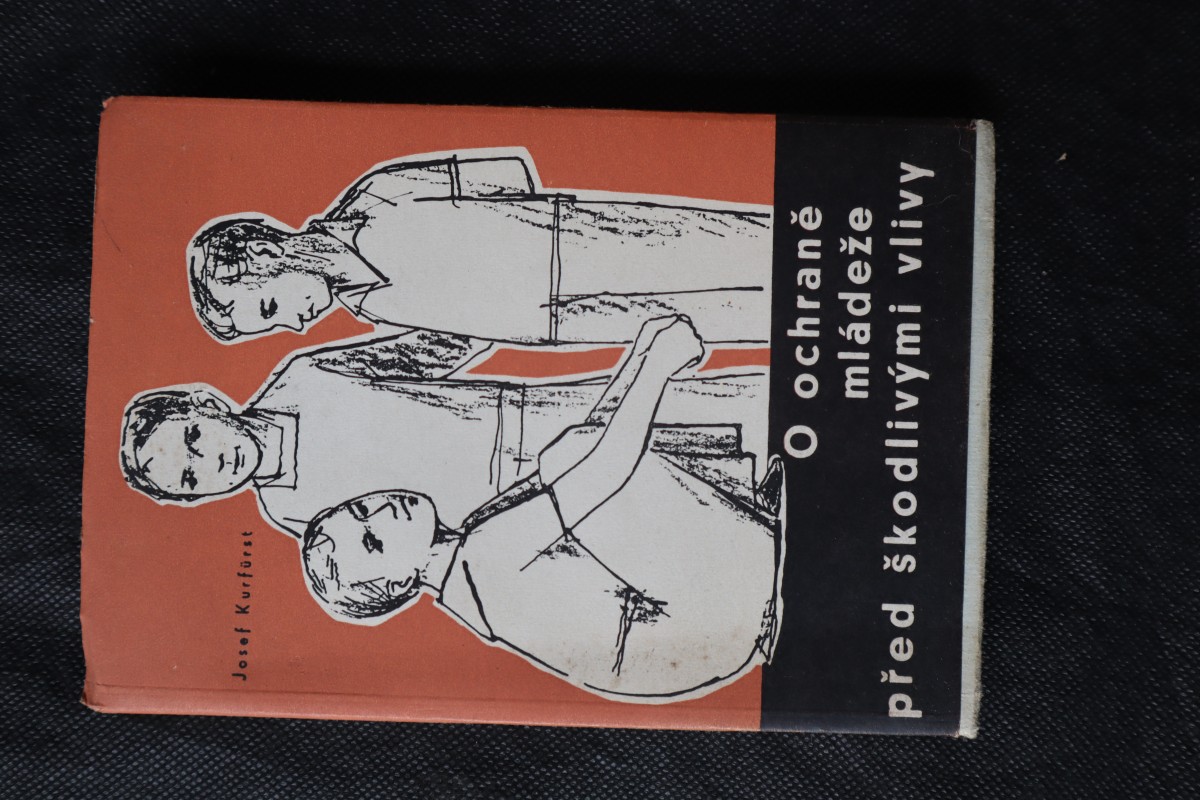 Josef Kurfürst
O ochraně
mládeže
před škodlivými vlivy